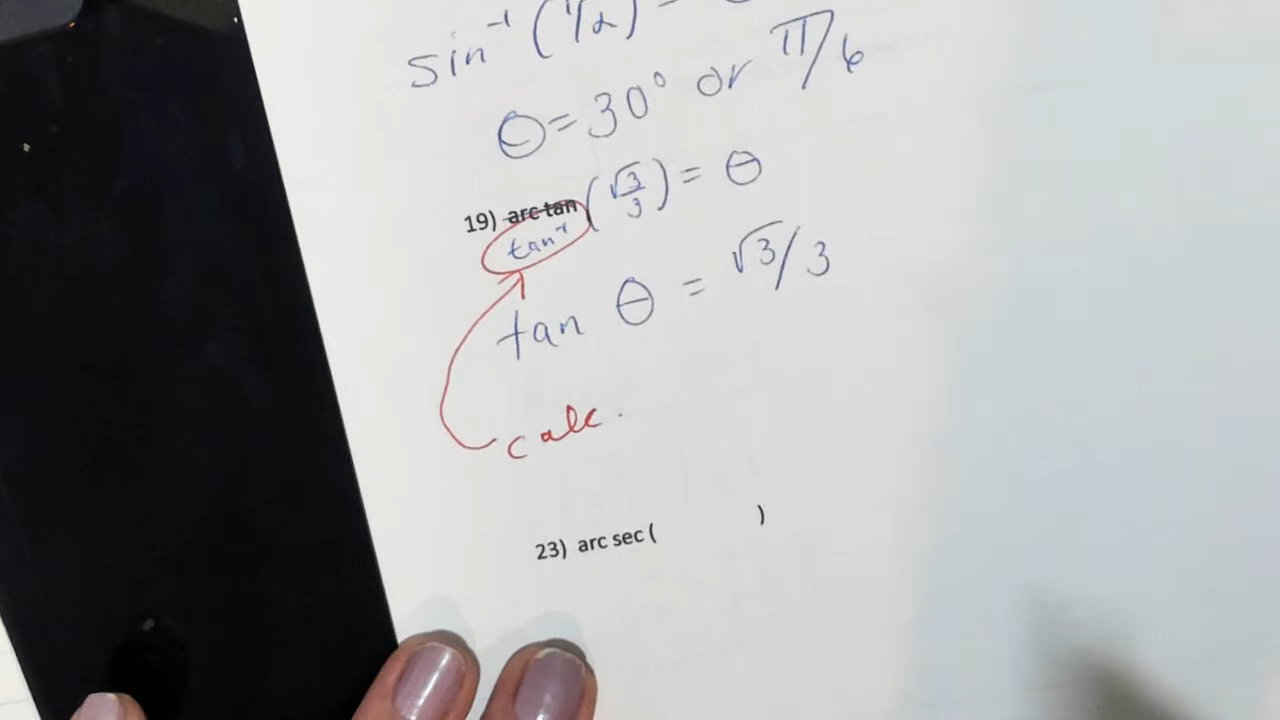 sin⁻¹ (1/2) =
θ = 30° or π/6
19) arc tan (√3/3) = θ
tan⁻¹
tan θ = √3/3
calc.
23) arc sec ( )